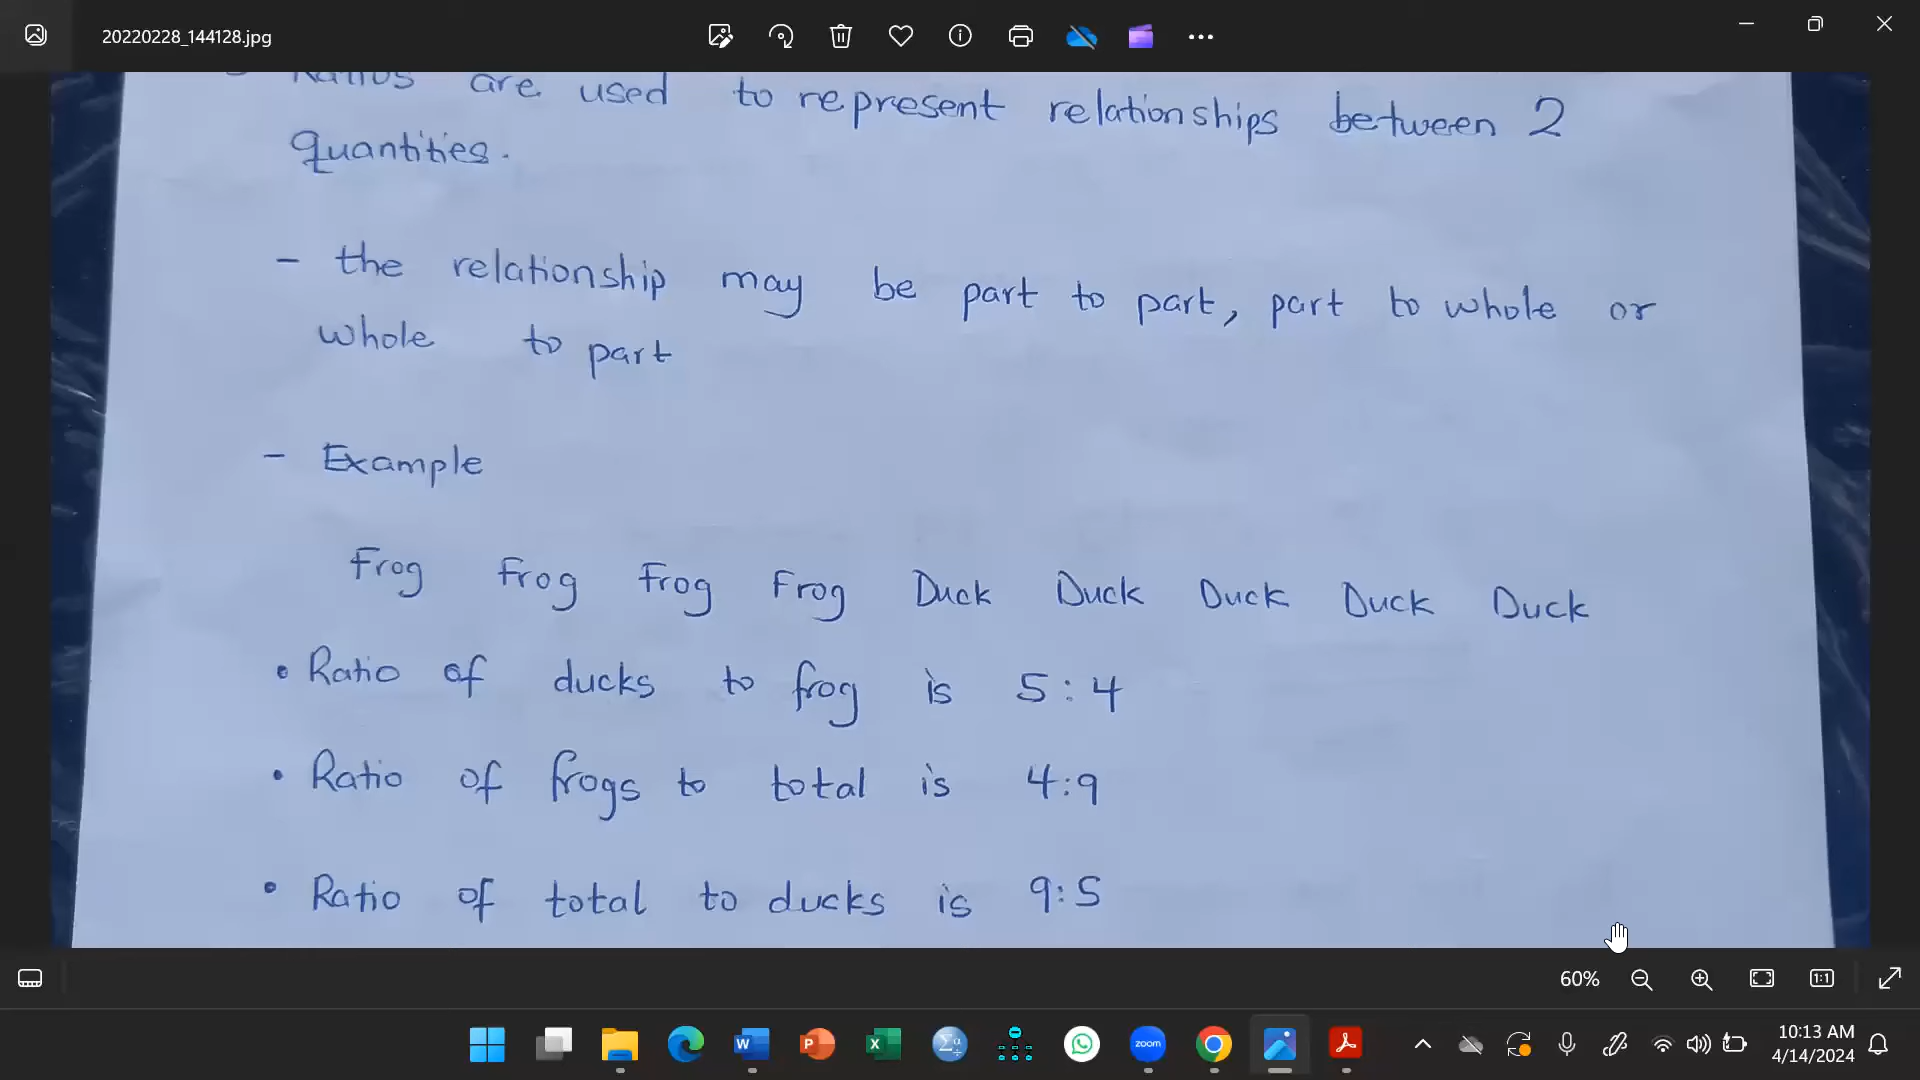 20220228_144128.jpg
Ratios are used to represent relationships between 2
quantities.
- the relationship may be part to part, part to whole or
whole to part
- Example
Frog Frog Frog Frog Duck Duck Duck Duck Duck
• Ratio of ducks to frog is 5:4
• Ratio of frogs to total is 4:9
• Ratio of total to ducks is 9:5
60%
zoom
10:13 AM
4/14/2024